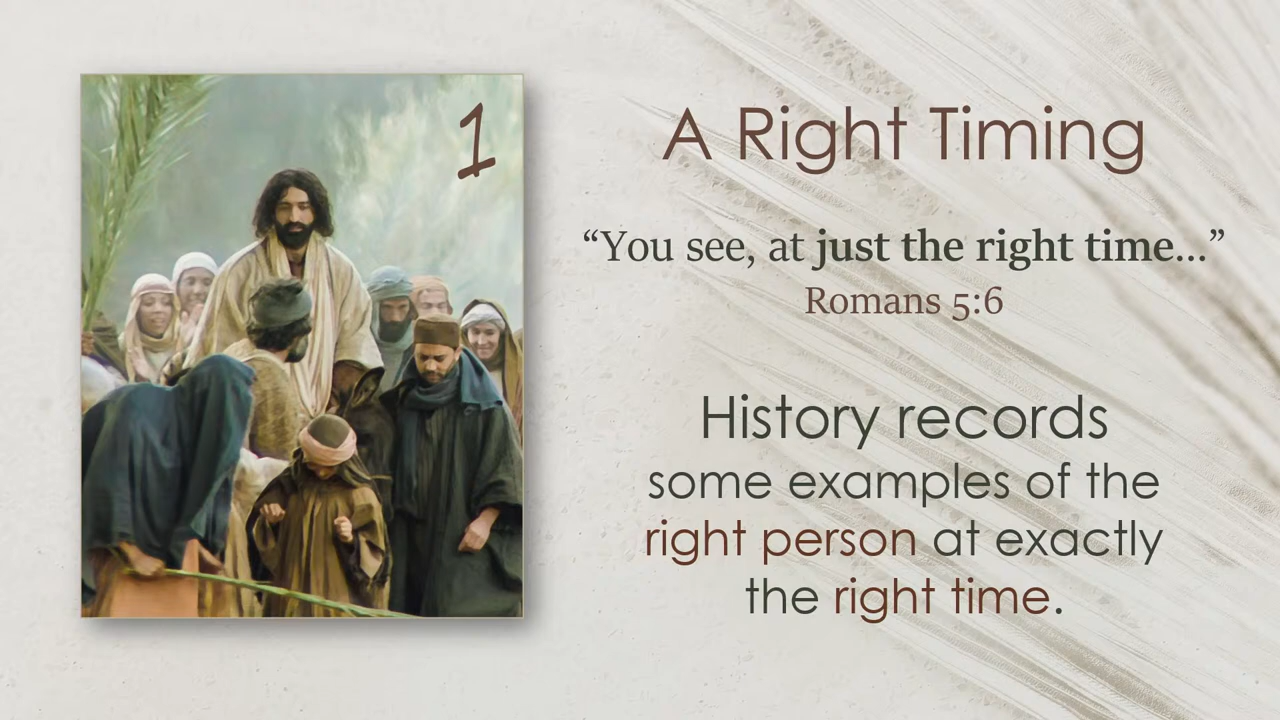 1
A Right Timing
“You see, at just the right time...”
Romans 5:6
History records
some examples of the
right person at exactly
the right time.